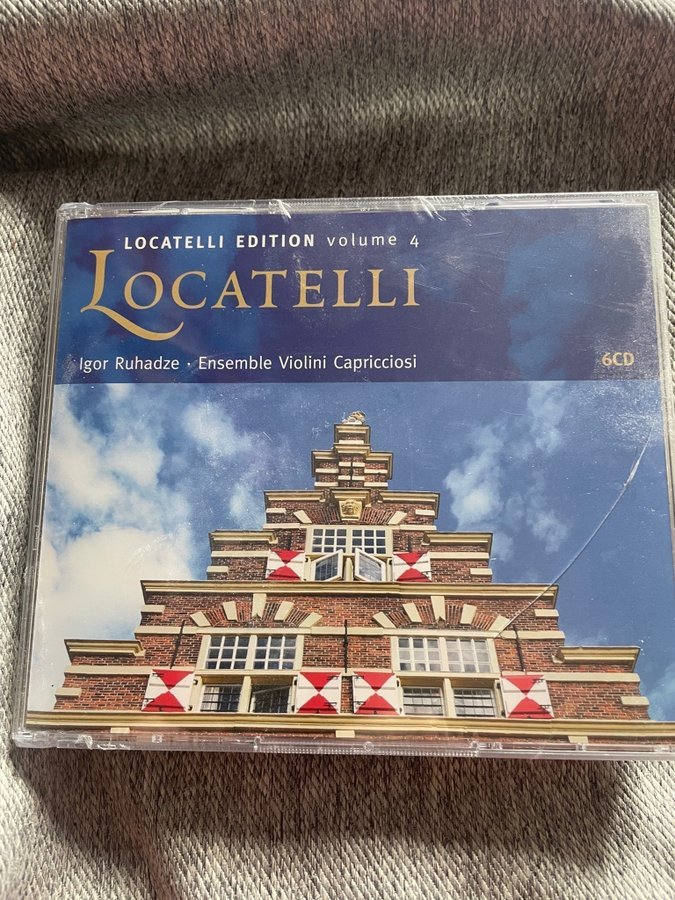 LOCATELLI EDITION volume 4
LOCATELLI
Igor Ruhadze · Ensemble Violini Capricciosi
6CD